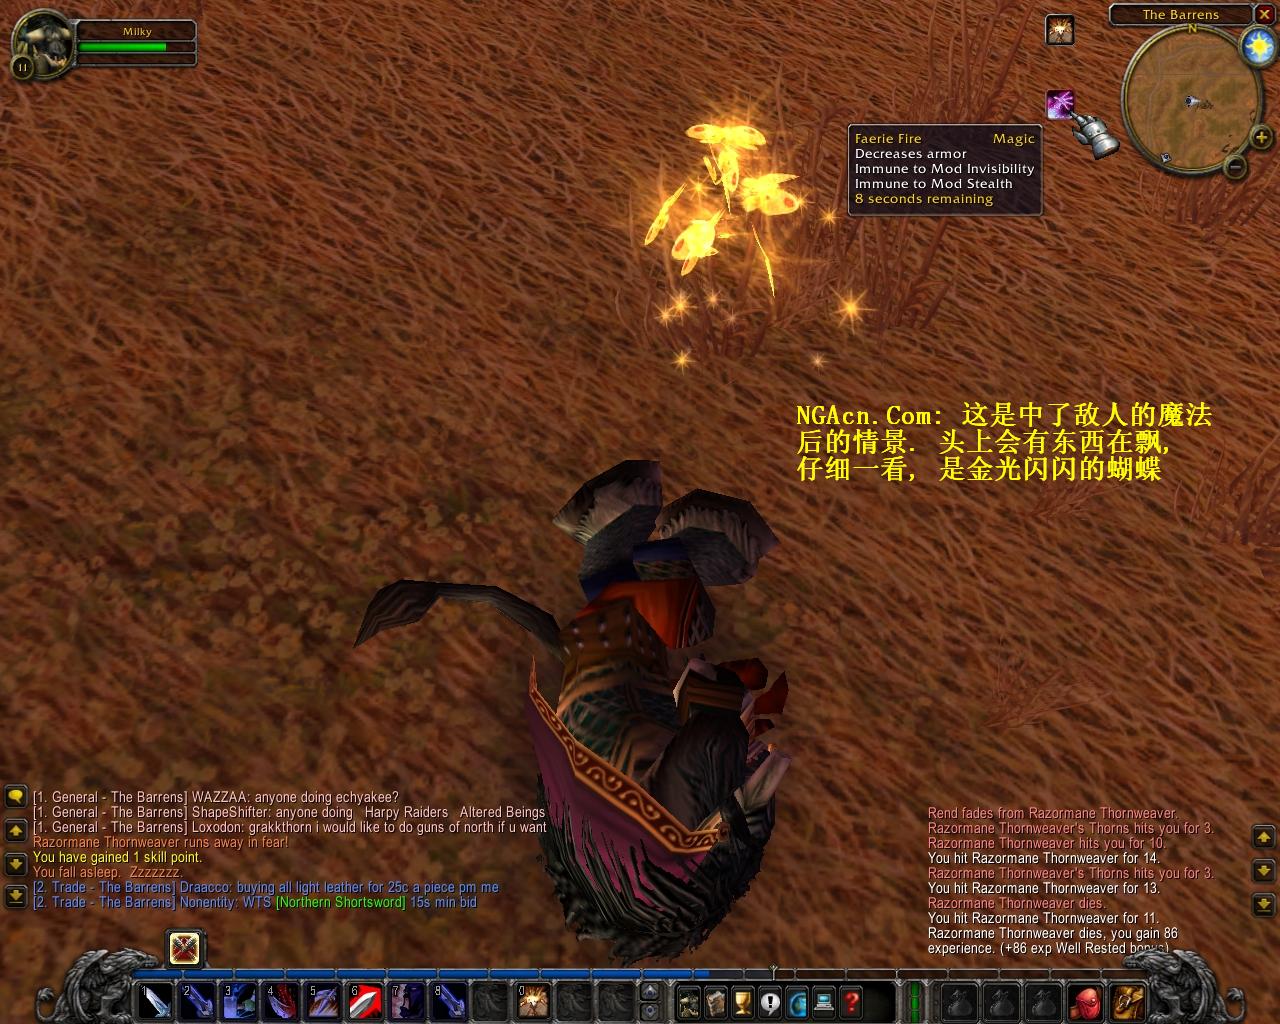 Milky
11
The Barrens
N
Faerie Fire Magic
Decreases armor
Immune to Mod Invisibility
Immune to Mod Stealth
8 seconds remaining
NGAcn.Com: 这是中了敌人的魔法
后的情景. 头上会有东西在飘,
仔细一看, 是金光闪闪的蝴蝶
[1. General - The Barrens] WAZZAA: anyone doing echyakee?
[1. General - The Barrens] ShapeShifter: anyone doing Harpy Raiders Altered Beings
[1. General - The Barrens] Loxodon: grakkthorn i would like to do guns of north if u want
Razormane Thornweaver runs away in fear!
You have gained 1 skill point.
You fall asleep. Zzzzzzz.
[2. Trade - The Barrens] Draacco: buying all light leather for 25c a piece pm me
[2. Trade - The Barrens] Nonentity: WTS [Northern Shortsword] 15s min bid
Rend fades from Razormane Thornweaver.
Razormane Thornweaver's Thorns hits you for 3.
Razormane Thornweaver hits you for 10.
You hit Razormane Thornweaver for 14.
Razormane Thornweaver's Thorns hits you for 3.
You hit Razormane Thornweaver for 13.
Razormane Thornweaver dies.
You hit Razormane Thornweaver for 11.
Razormane Thornweaver dies, you gain 86
experience. (+86 exp Well Rested bonus)
1 2 3 4 5 6 7 8 0